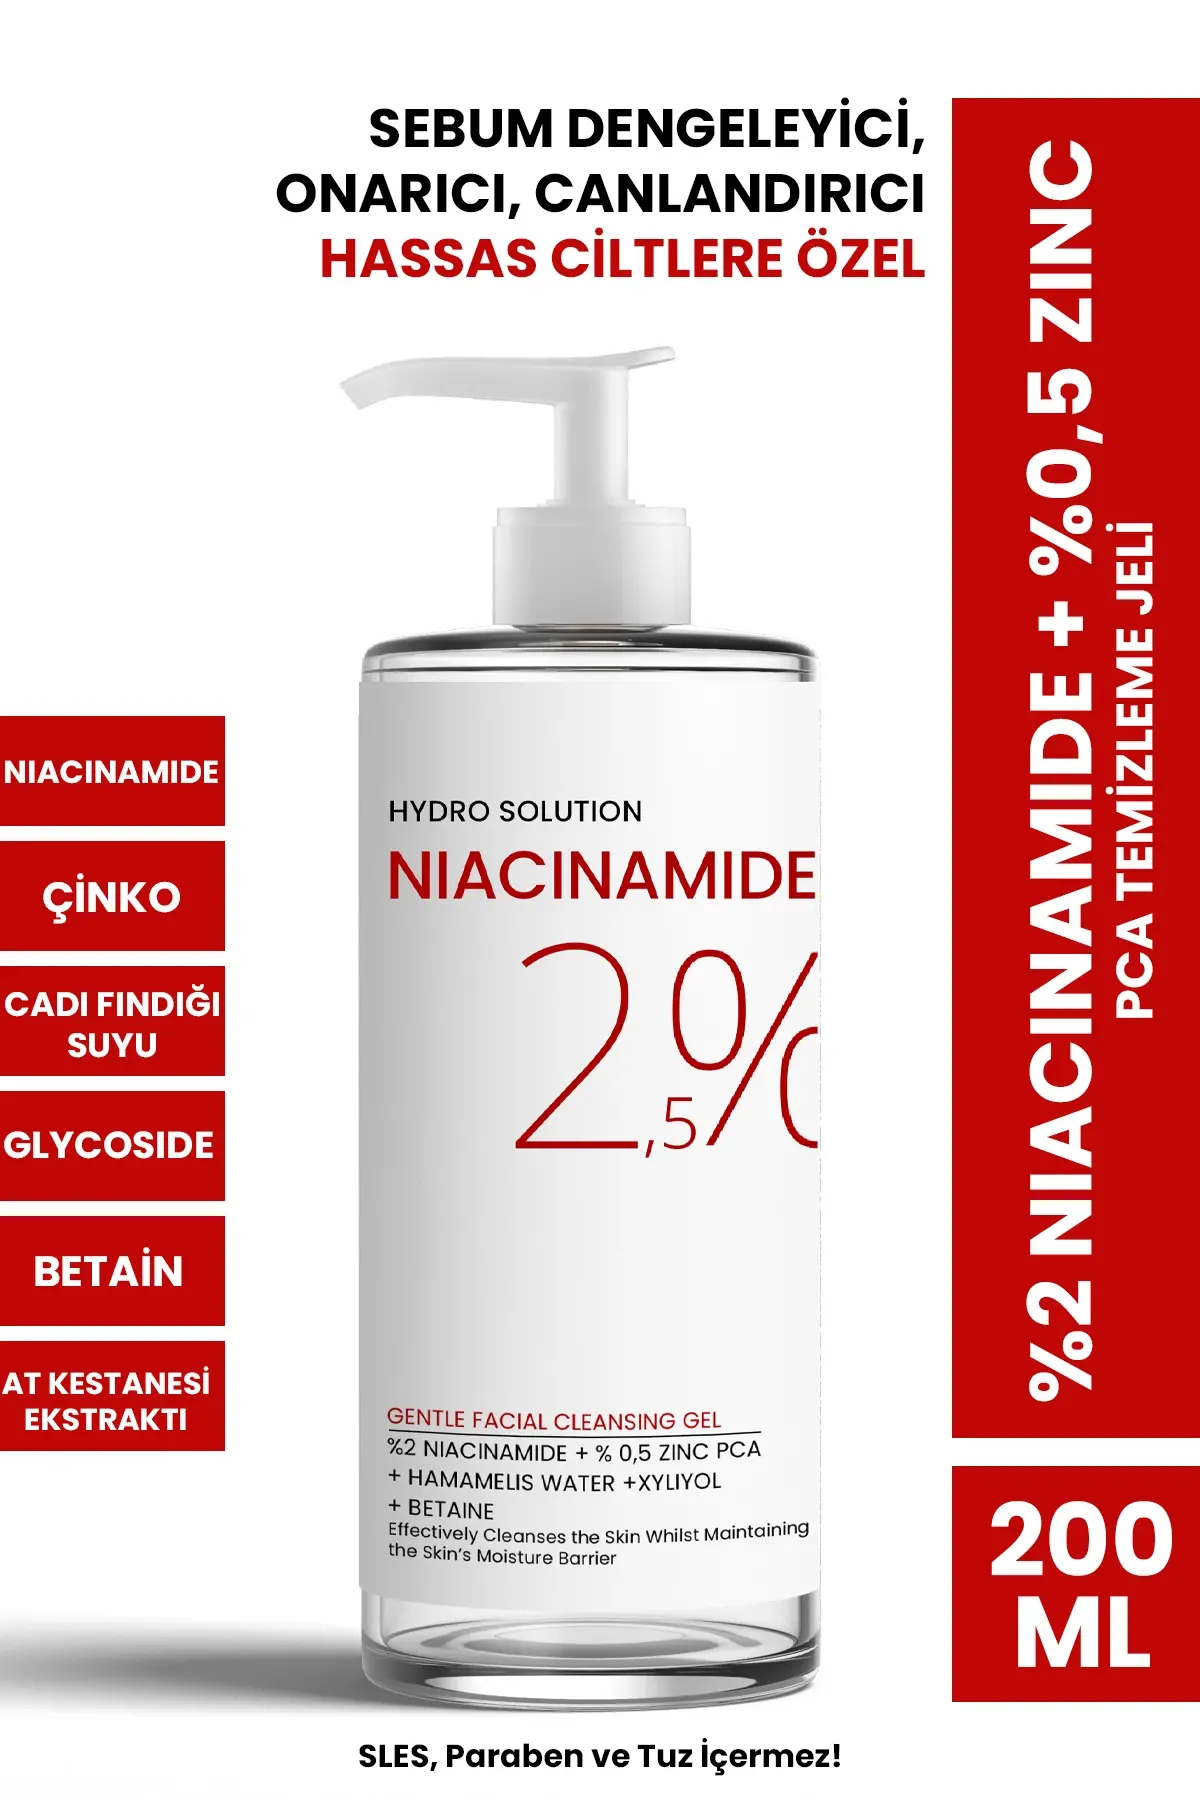 SEBUM DENGELEYİCİ,
ONARICI, CANLANDIRICI
HASSAS CİLTLERE ÖZEL
%2 NIACINAMIDE + %0,5 ZINC
PCA TEMİZLEME JELİ
NIACINAMIDE
ÇİNKO
CADI FINDIĞI
SUYU
GLYCOSIDE
BETAİN
AT KESTANESİ
EKSTRAKTI
HYDRO SOLUTION
NIACINAMIDE
2,5%
GENTLE FACIAL CLEANSING GEL
%2 NIACINAMIDE + % 0,5 ZINC PCA
+ HAMAMELIS WATER +XYLIYOL
+ BETAINE
Effectively Cleanses the Skin Whilst Maintaining
the Skin's Moisture Barrier
200
ML
SLES, Paraben ve Tuz İçermez!